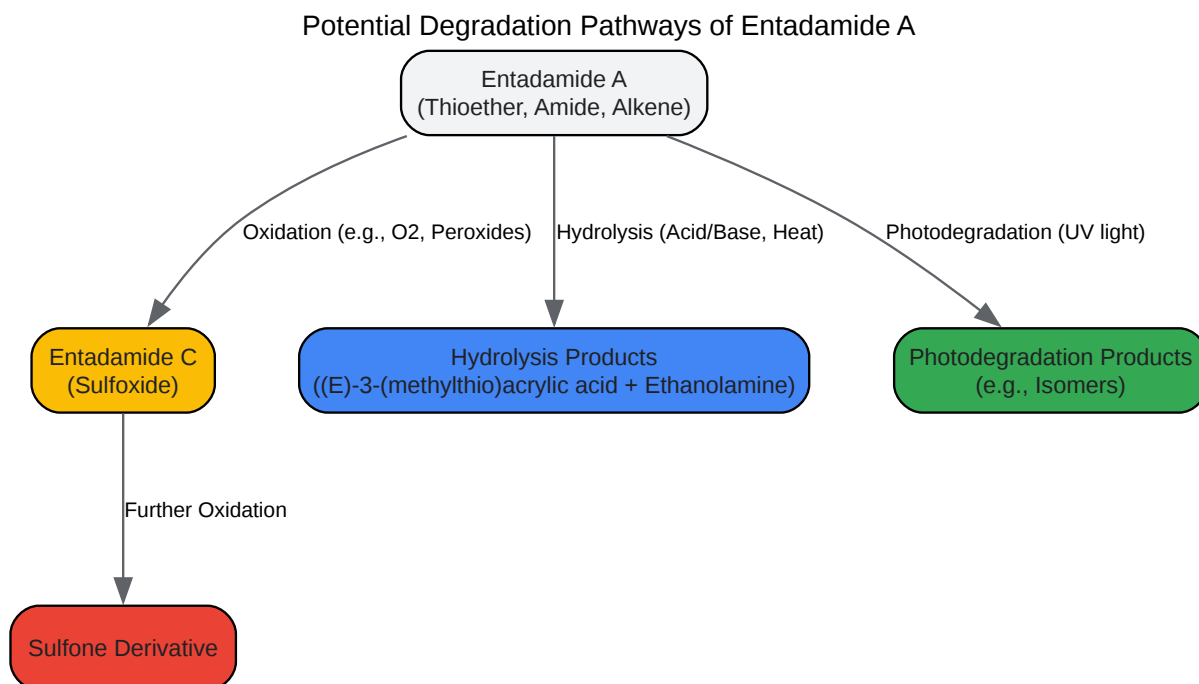 Potential Degradation Pathways of Entadamide A
Entadamide A
(Thioether, Amide, Alkene)
Oxidation (e.g., O2, Peroxides)
Hydrolysis (Acid/Base, Heat)
Photodegradation (UV light)
Entadamide C
(Sulfoxide)
Hydrolysis Products
((E)-3-(methylthio)acrylic acid + Ethanolamine)
Photodegradation Products
(e.g., Isomers)
Further Oxidation
Sulfone Derivative